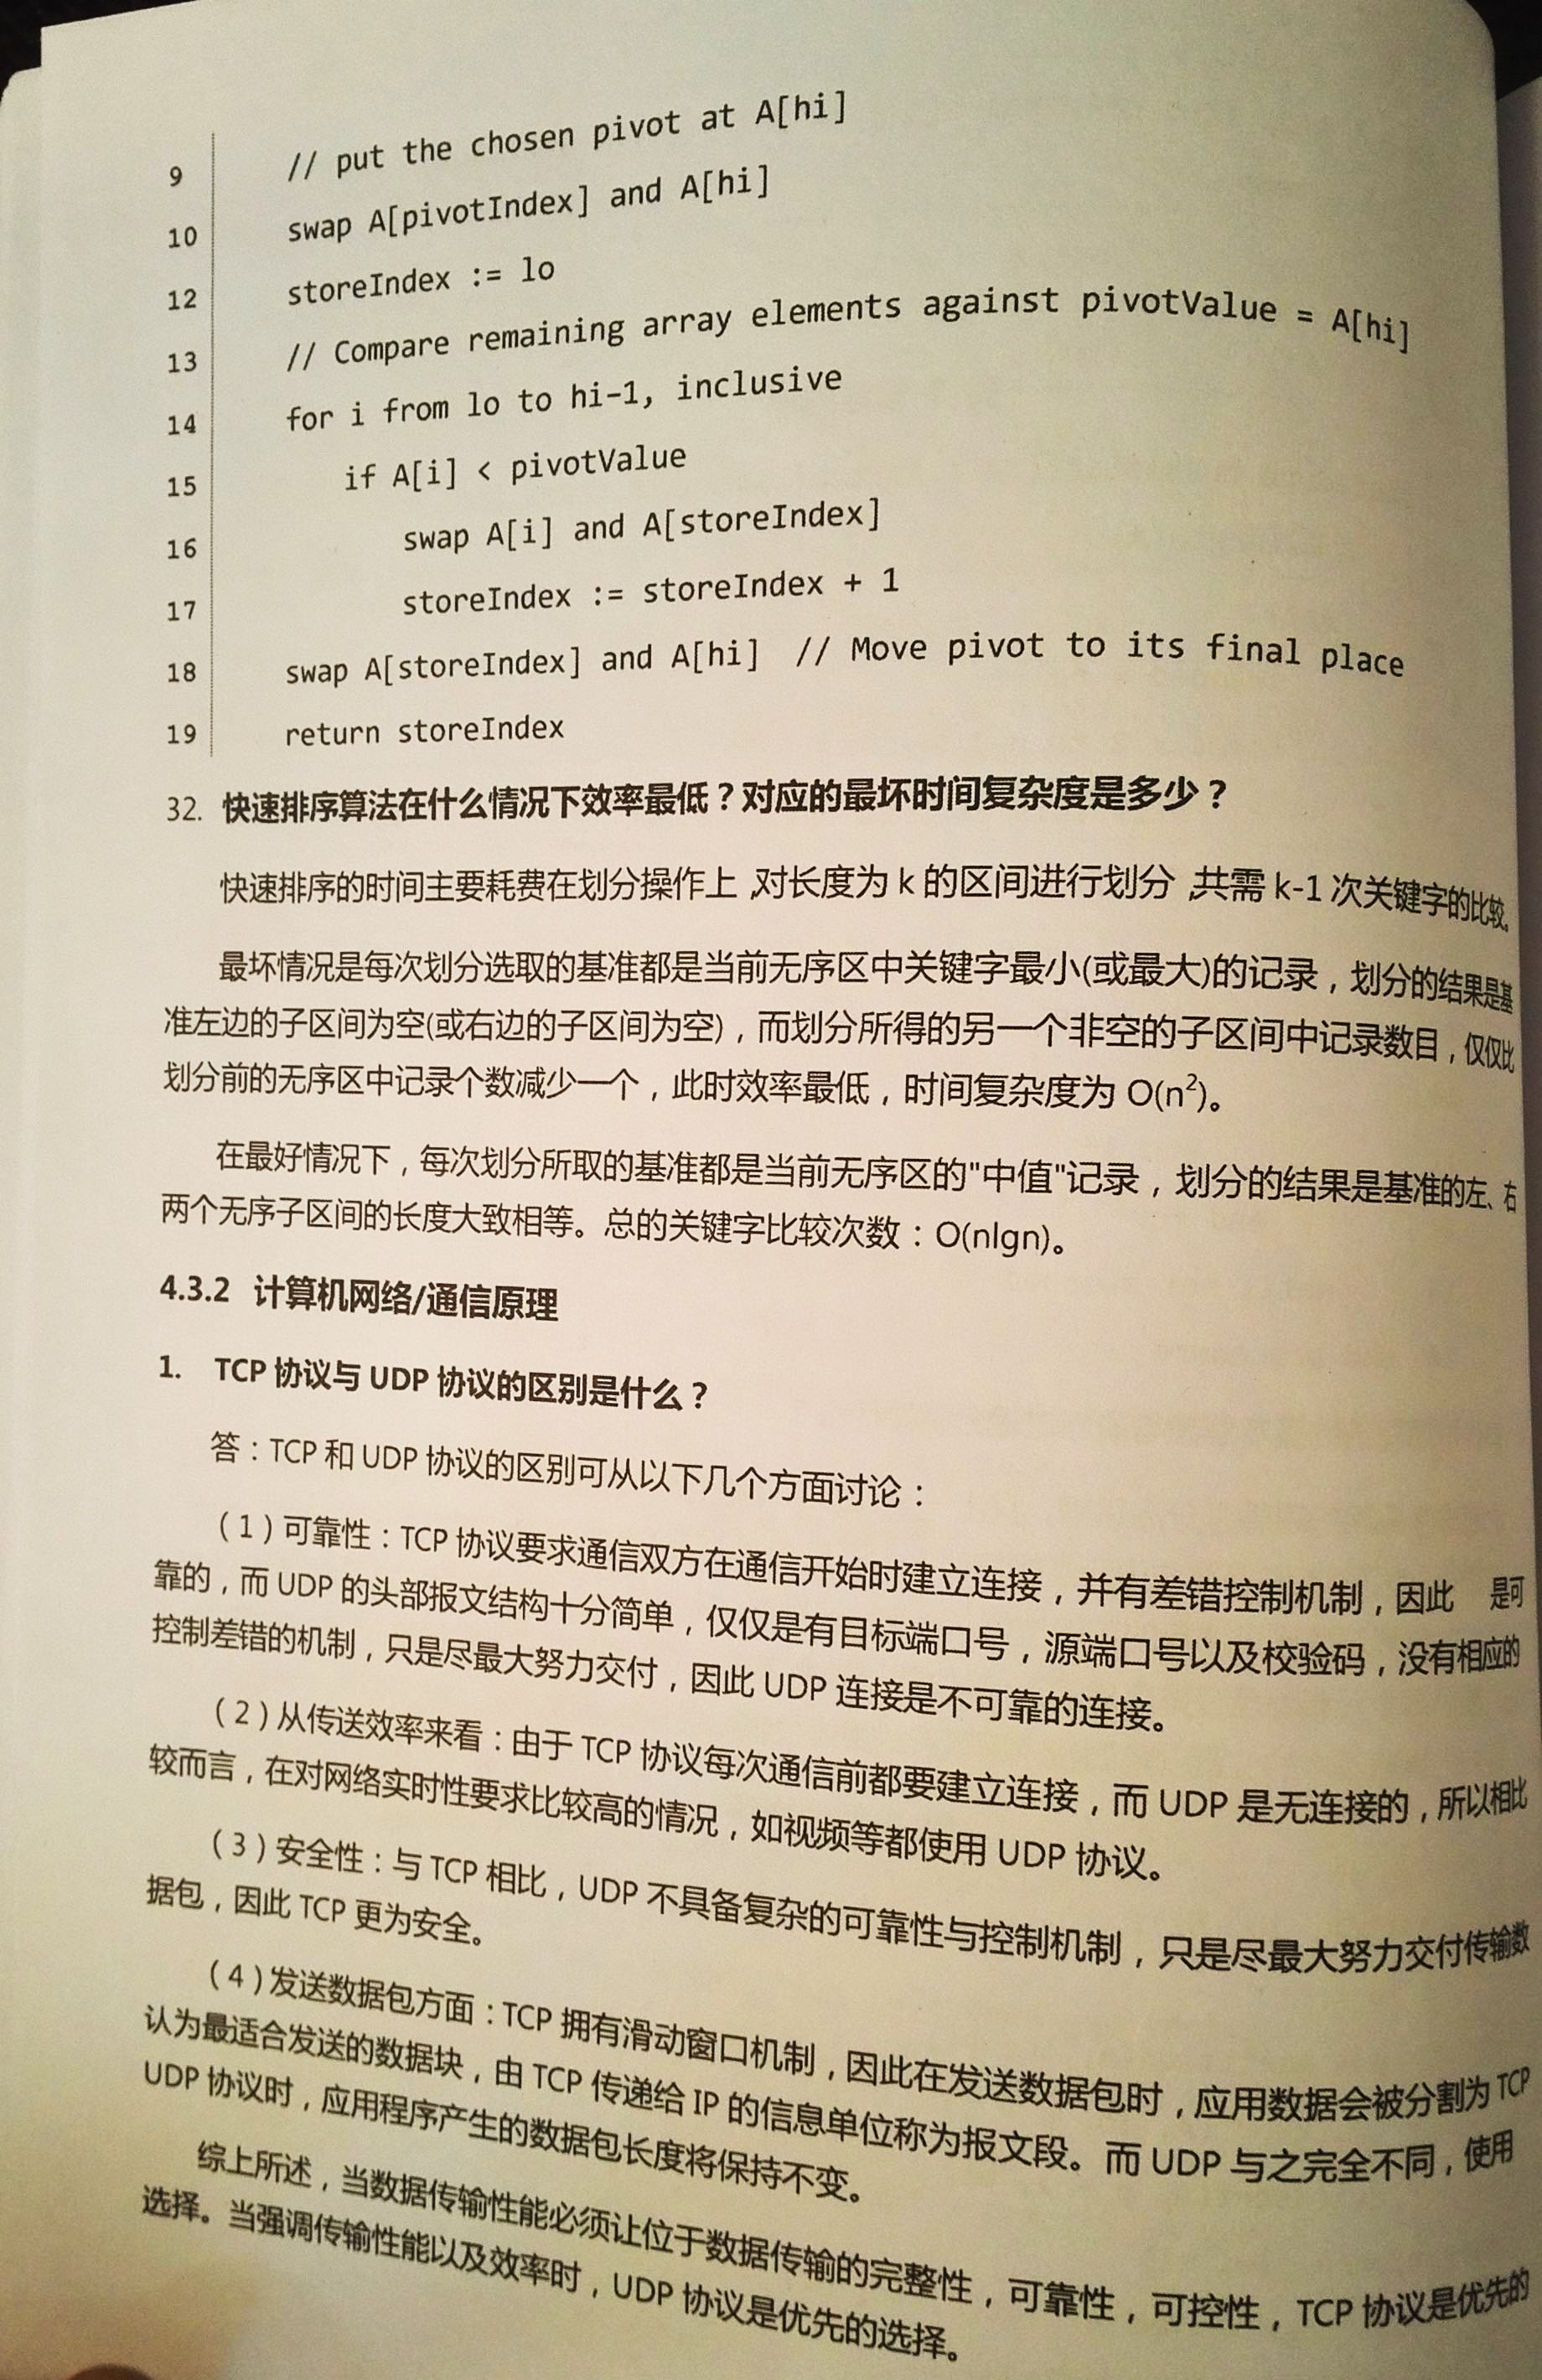 9 // put the chosen pivot at A[hi]
10 swap A[pivotIndex] and A[hi]
12 storeIndex := lo
13 // Compare remaining array elements against pivotValue = A[hi]
14 for i from lo to hi-1, inclusive
15 if A[i] < pivotValue
16 swap A[i] and A[storeIndex]
17 storeIndex := storeIndex + 1
18 swap A[storeIndex] and A[hi] // Move pivot to its final place
19 return storeIndex
32. 快速排序算法在什么情况下效率最低？对应的最坏时间复杂度是多少？
快速排序的时间主要耗费在划分操作上,对长度为 k 的区间进行划分,共需 k-1 次关键字的比较。
最坏情况是每次划分选取的基准都是当前无序区中关键字最小(或最大)的记录，划分的结果是基
准左边的子区间为空(或右边的子区间为空)，而划分所得的另一个非空的子区间中记录数目，仅仅比
划分前的无序区中记录个数减少一个，此时效率最低，时间复杂度为 O(n²)。
在最好情况下，每次划分所取的基准都是当前无序区的"中值"记录，划分的结果是基准的左、右
两个无序子区间的长度大致相等。总的关键字比较次数：O(nlgn)。
4.3.2 计算机网络/通信原理
1. TCP 协议与 UDP 协议的区别是什么？
答：TCP 和 UDP 协议的区别可从以下几个方面讨论：
（1）可靠性：TCP 协议要求通信双方在通信开始时建立连接，并有差错控制机制，因此 是可
靠的，而 UDP 的头部报文结构十分简单，仅仅是有目标端口号，源端口号以及校验码，没有相应的
控制差错的机制，只是尽最大努力交付，因此 UDP 连接是不可靠的连接。
（2）从传送效率来看：由于 TCP 协议每次通信前都要建立连接，而 UDP 是无连接的，所以相比
较而言，在对网络实时性要求比较高的情况，如视频等都使用 UDP 协议。
（3）安全性：与 TCP 相比，UDP 不具备复杂的可靠性与控制机制，只是尽最大努力交付传输数
据包，因此 TCP 更为安全。
（4）发送数据包方面：TCP 拥有滑动窗口机制，因此在发送数据包时，应用数据会被分割为 TCP
认为最适合发送的数据块，由 TCP 传递给 IP 的信息单位称为报文段。而 UDP 与之完全不同，使用
UDP 协议时，应用程序产生的数据包长度将保持不变。
综上所述，当数据传输性能必须让位于数据传输的完整性，可靠性，可控性，TCP 协议是优先的
选择。当强调传输性能以及效率时，UDP 协议是优先的选择。